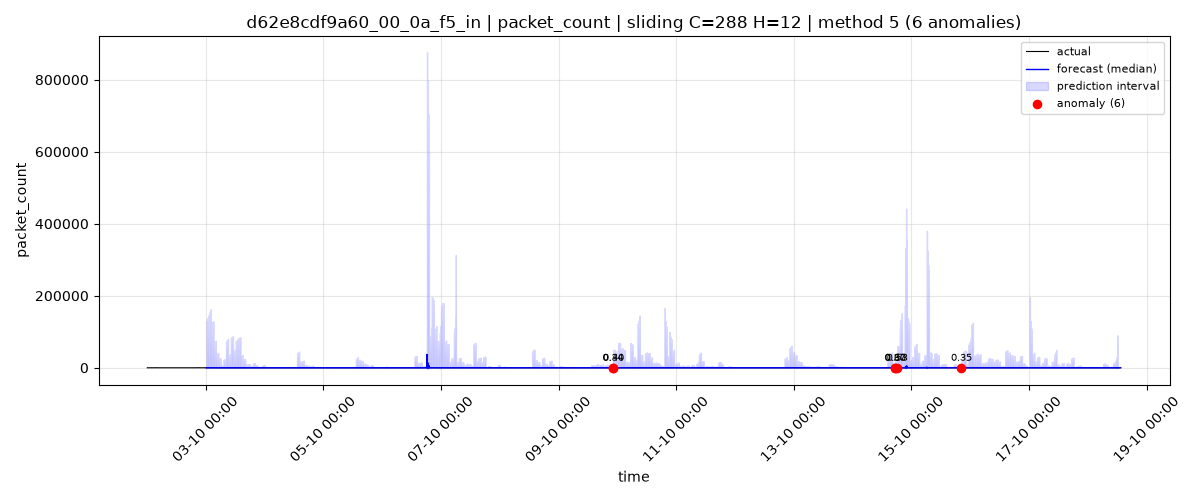 d62e8cdf9a60_00_0a_f5_in | packet_count | sliding C=288 H=12 | method 5 (6 anomalies)
actual
forecast (median)
prediction interval
anomaly (6)
packet_count
800000
600000
400000
200000
0
0.35
03-10 00:00
05-10 00:00
07-10 00:00
09-10 00:00
11-10 00:00
13-10 00:00
15-10 00:00
17-10 00:00
19-10 00:00
time